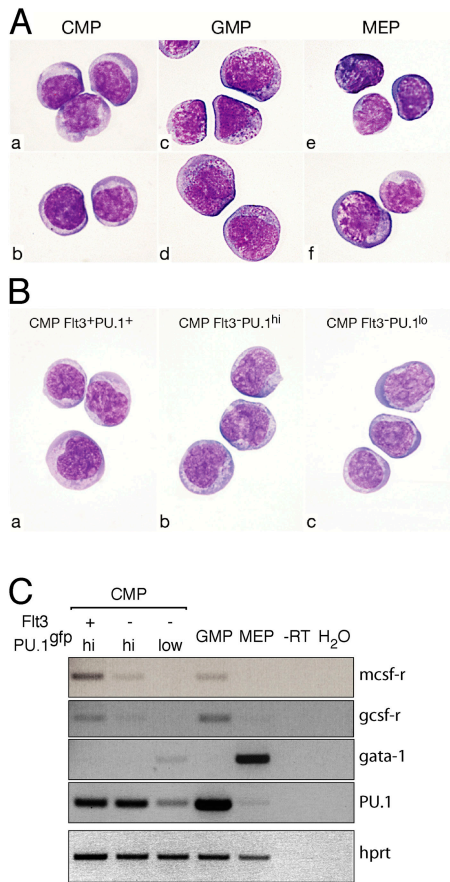 A
CMP GMP MEP
a c e
b d f
B
CMP Flt3⁺PU.1⁺ CMP Flt3⁻PU.1ʰⁱ CMP Flt3⁻PU.1ˡᵒ
a b c
C
CMP
Flt3 + - -
PU.1ᵍᶠᵖ hi hi low GMP MEP -RT H₂O
mcsf-r
gcsf-r
gata-1
PU.1
hprt